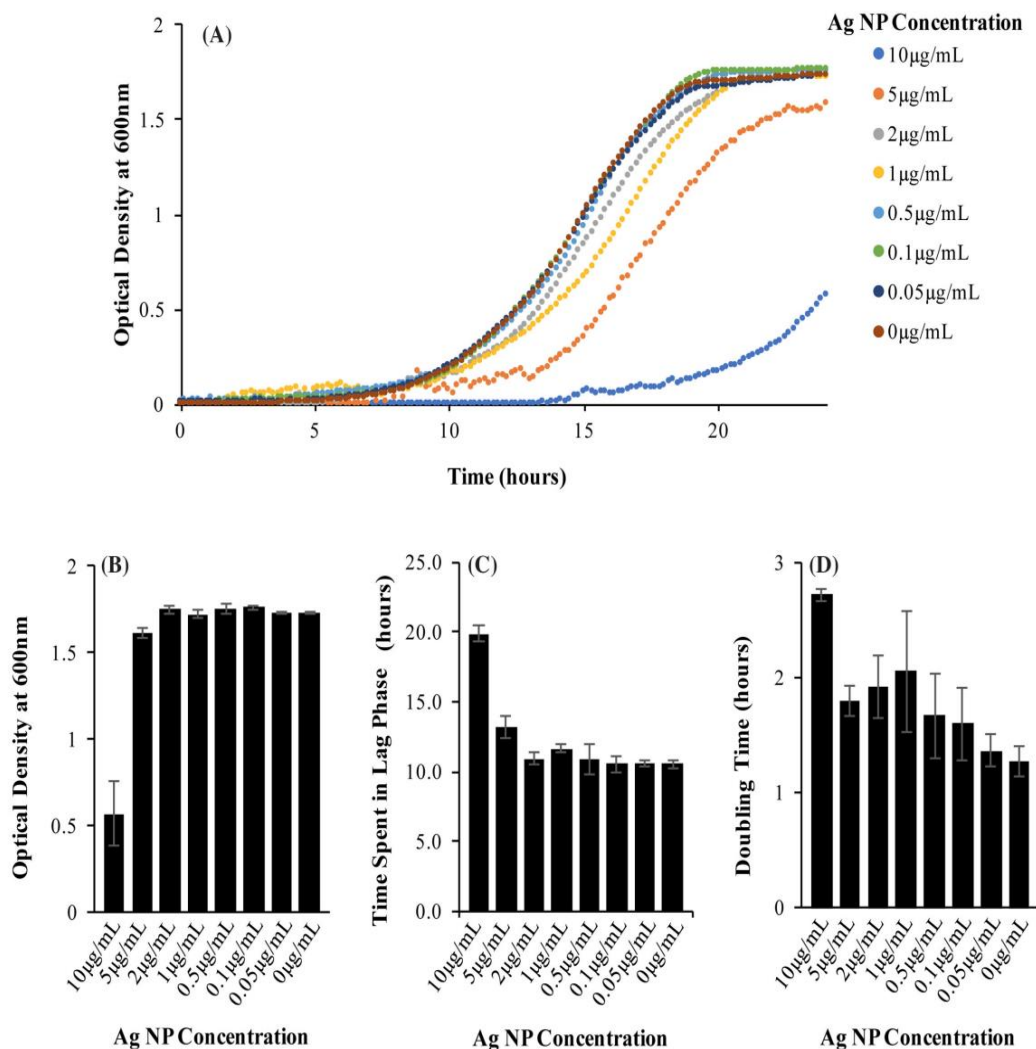 (A)
Optical Density at 600nm
2
1.5
1
0.5
0
0
5
10
15
20
Time (hours)
Ag NP Concentration
10µg/mL
5µg/mL
2µg/mL
1µg/mL
0.5µg/mL
0.1µg/mL
0.05µg/mL
0µg/mL
(B)
Optical Density at 600nm
2
1.5
1
0.5
0
10µg/mL
5µg/mL
2µg/mL
1µg/mL
0.5µg/mL
0.1µg/mL
0.05µg/mL
0µg/mL
Ag NP Concentration
(C)
Time Spent in Lag Phase (hours)
25.0
20.0
15.0
10.0
5.0
0.0
10µg/mL
5µg/mL
2µg/mL
1µg/mL
0.5µg/mL
0.1µg/mL
0.05µg/mL
0µg/mL
Ag NP Concentration
(D)
Doubling Time (hours)
3
2
1
0
10µg/mL
5µg/mL
2µg/mL
1µg/mL
0.5µg/mL
0.1µg/mL
0.05µg/mL
0µg/mL
Ag NP Concentration